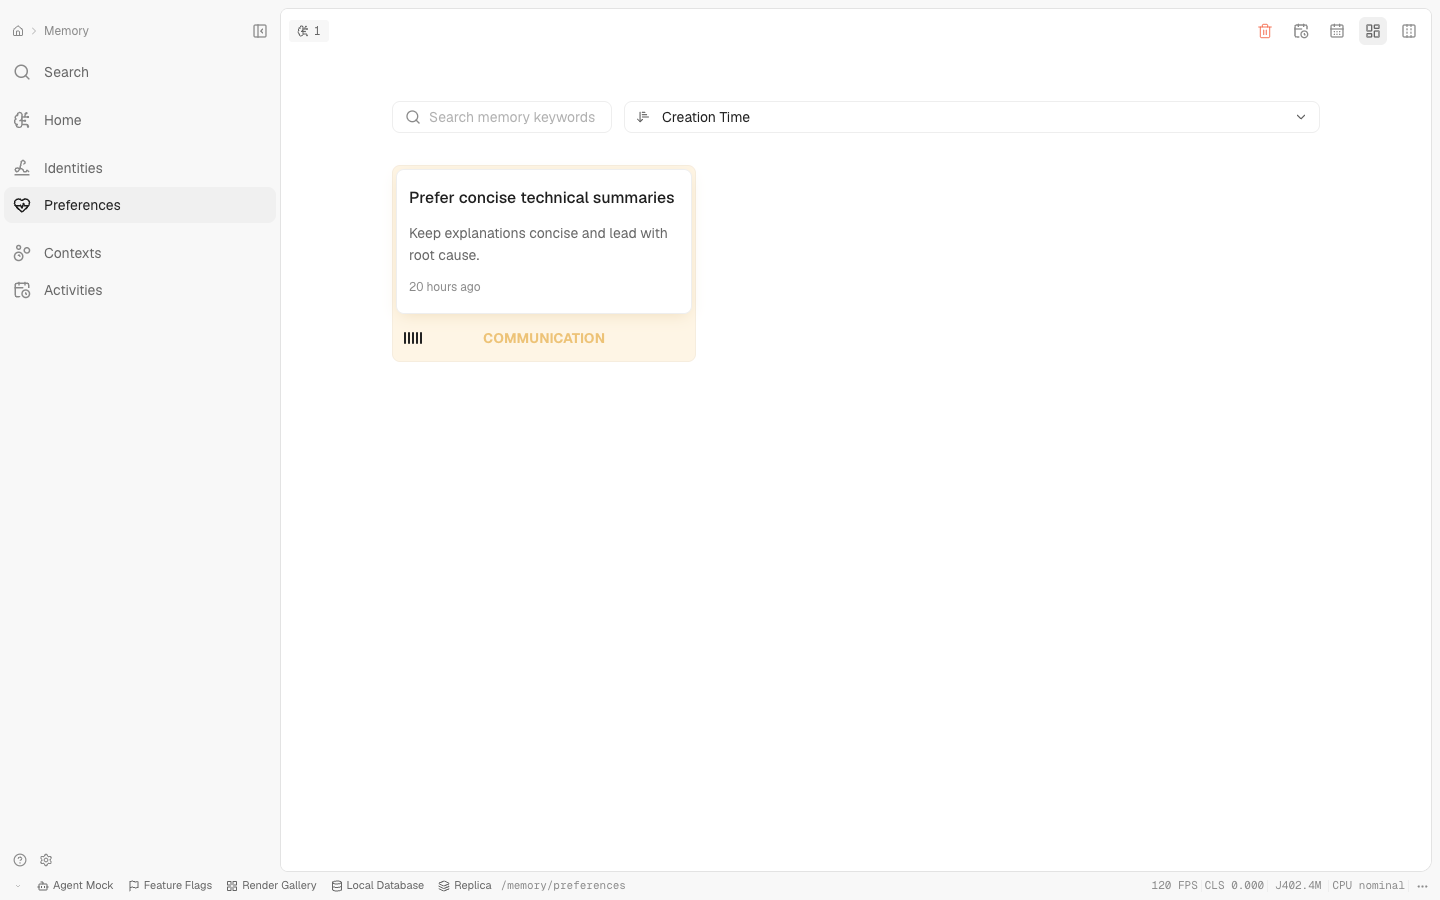 Memory
Search
Home
Identities
Preferences
Contexts
Activities
1
Search memory keywords
Creation Time
Prefer concise technical summaries
Keep explanations concise and lead with
root cause.
20 hours ago
COMMUNICATION
Agent Mock
Feature Flags
Render Gallery
Local Database
Replica
/memory/preferences
120 FPS
CLS 0.000
J402.4M
CPU nominal